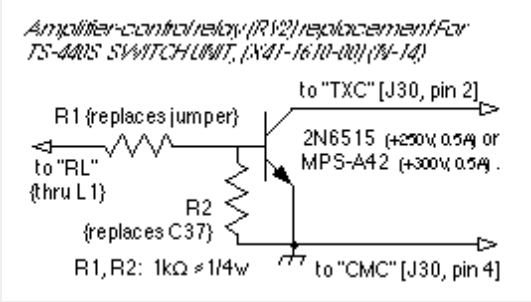 Amplifier-control relay (RY2) replacement For
TS-440S SWITCH UNIT, (X41-1610-00) (N-14)
to "TXC" [J30, pin 2]
R1 {replaces jumper}
2N6515 (+250V, 0.5A) or
MPS-A42 (+300V, 0.5A) .
to "RL"
{thru L1}
R2
{replaces C37}
R1, R2: 1kΩ ≠1/4w
to "CMC" [J30, pin 4]